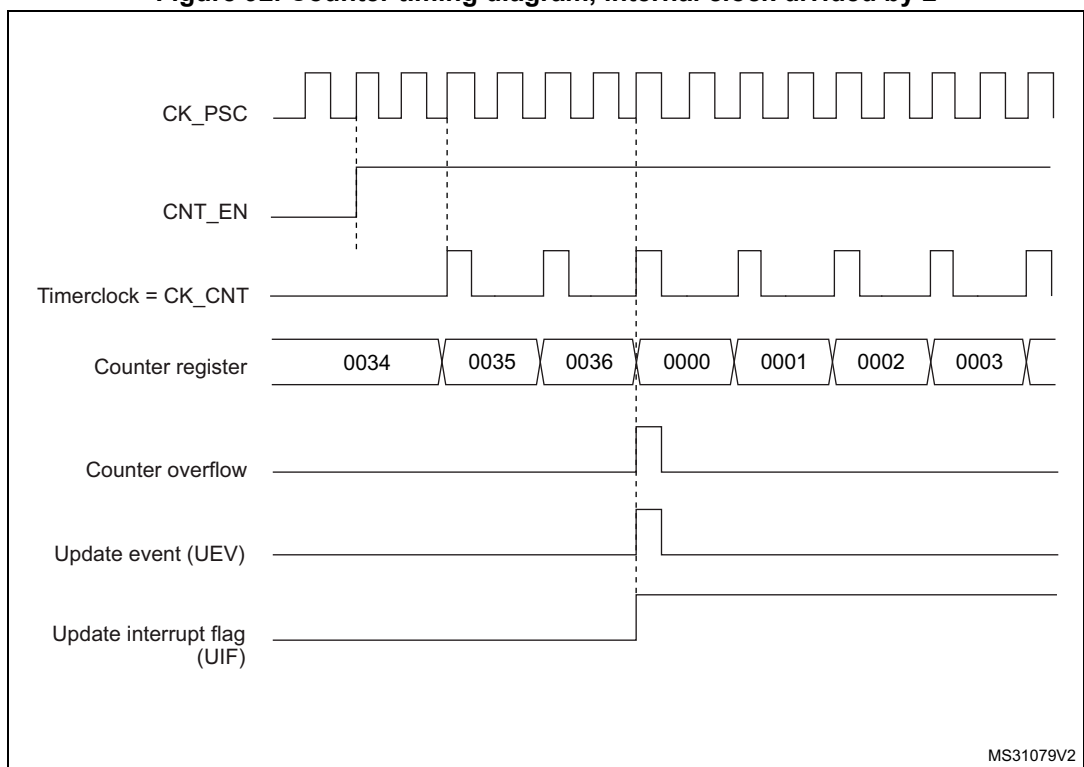 CK_PSC
CNT_EN
Timerclock = CK_CNT
Counter register
0034
0035
0036
0000
0001
0002
0003
Counter overflow
Update event (UEV)
Update interrupt flag
(UIF)
MS31079V2